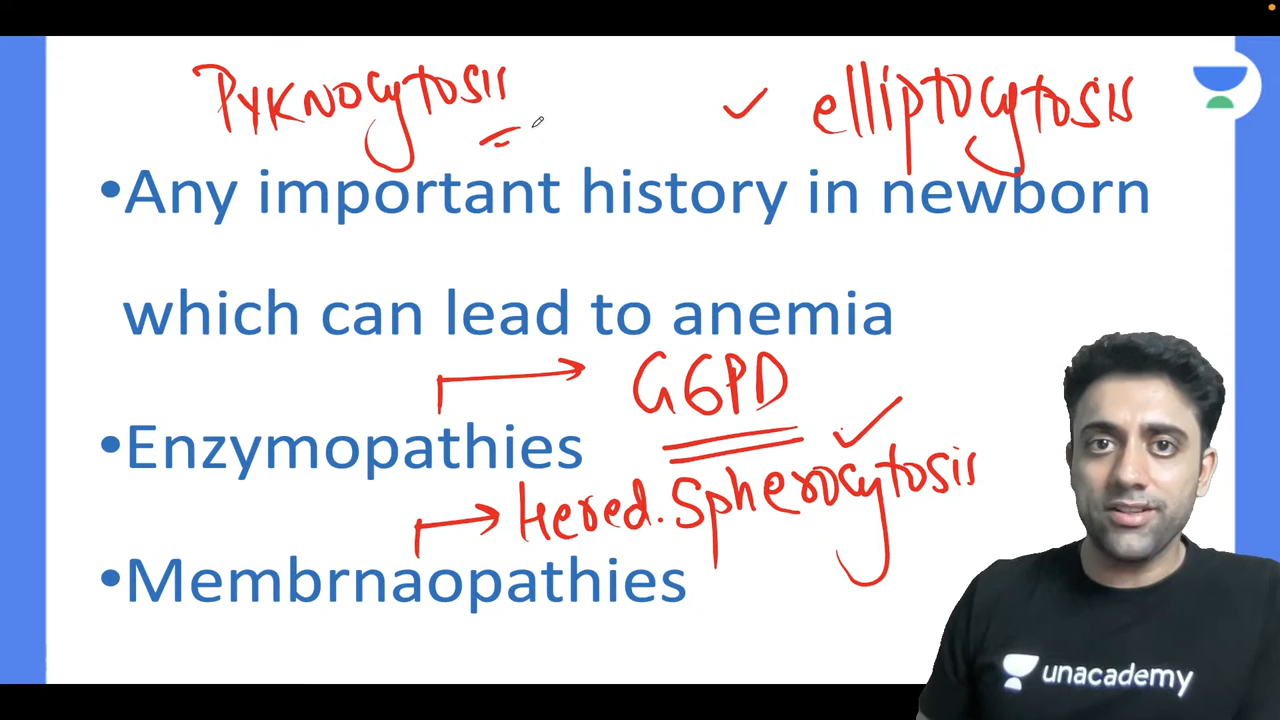 PYKNOcytosis
elliptocytosis
•Any important history in newborn
which can lead to anemia
G6PD
•Enzymopathies
Hered. Spherocytosis
•Membrnaopathies
unacademy